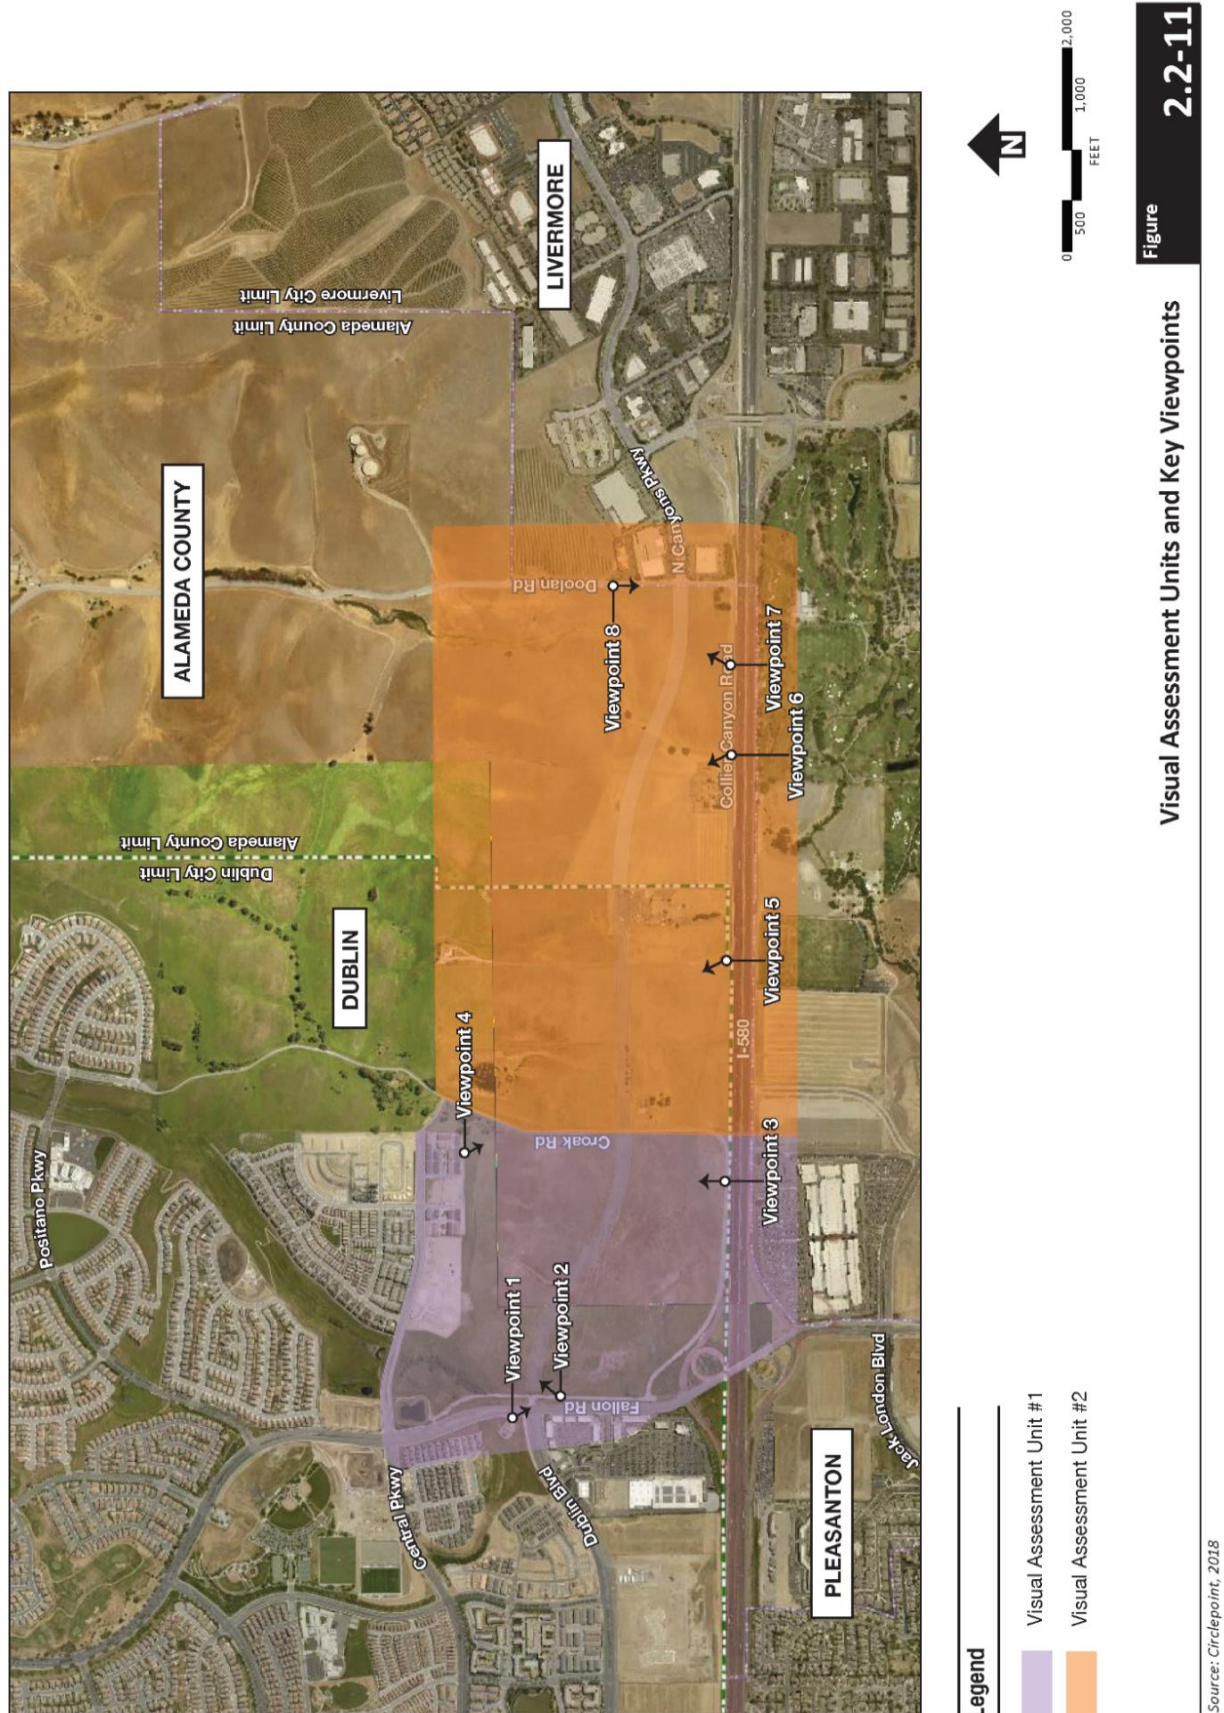 Positano Pkwy
DUBLIN
Dublin City Limit
Alameda County Limit
ALAMEDA COUNTY
Alameda County Limit
Livermore City Limit
LIVERMORE
Central Pkwy
Viewpoint 4
Viewpoint 1
Viewpoint 2
Dublin Blvd
Fallon Rd
Croak Rd
Doolan Rd
Viewpoint 8
N Canyons Pkwy
Collier Canyon Road
I-580
Viewpoint 3
Viewpoint 5
Viewpoint 6
Viewpoint 7
PLEASANTON
Jack London Blvd
egend
Visual Assessment Unit #1
Visual Assessment Unit #2
N
0 500 1,000 2,000
FEET
Source: Circlepoint, 2018
Visual Assessment Units and Key Viewpoints
Figure
2.2-11